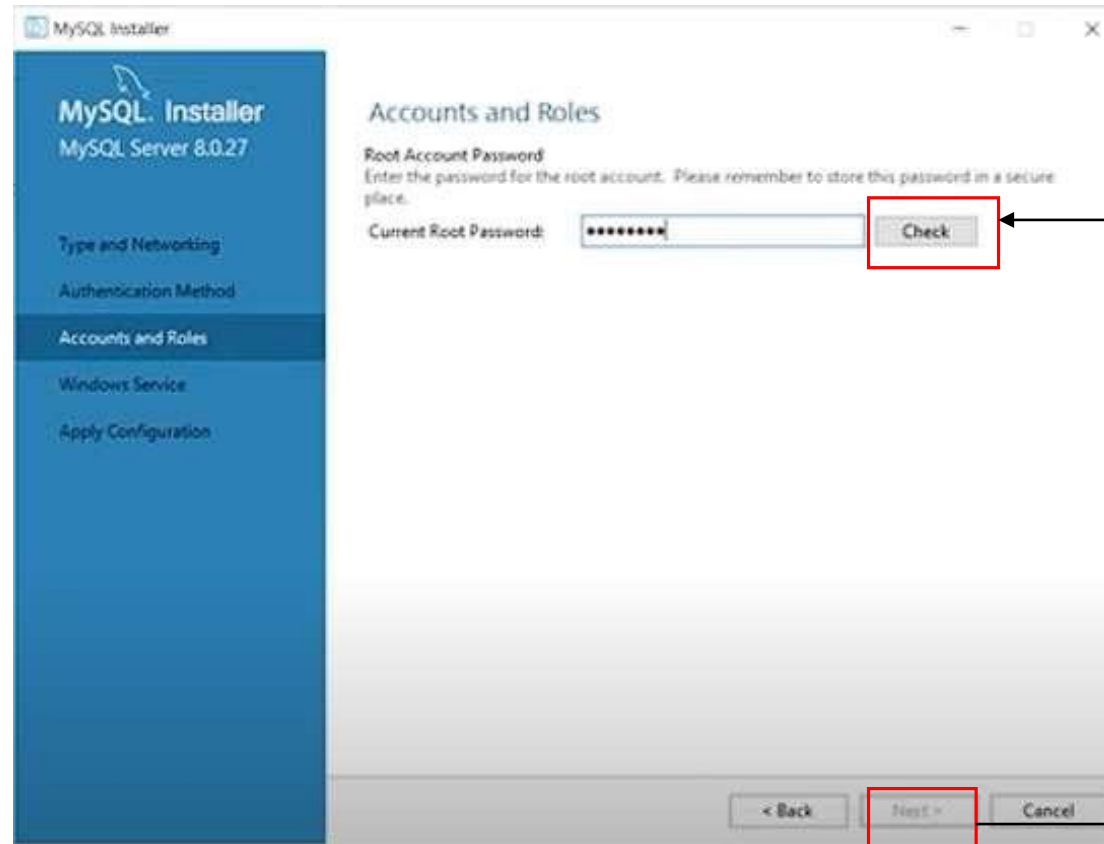 MySQL Installer
MySQL. Installer
MySQL Server 8.0.27
Type and Networking
Authentication Method
Accounts and Roles
Windows Service
Apply Configuration
Accounts and Roles
Root Account Password
Enter the password for the root account. Please remember to store this password in a secure
place.
Current Root Password:
Check
< Back
Next >
Cancel